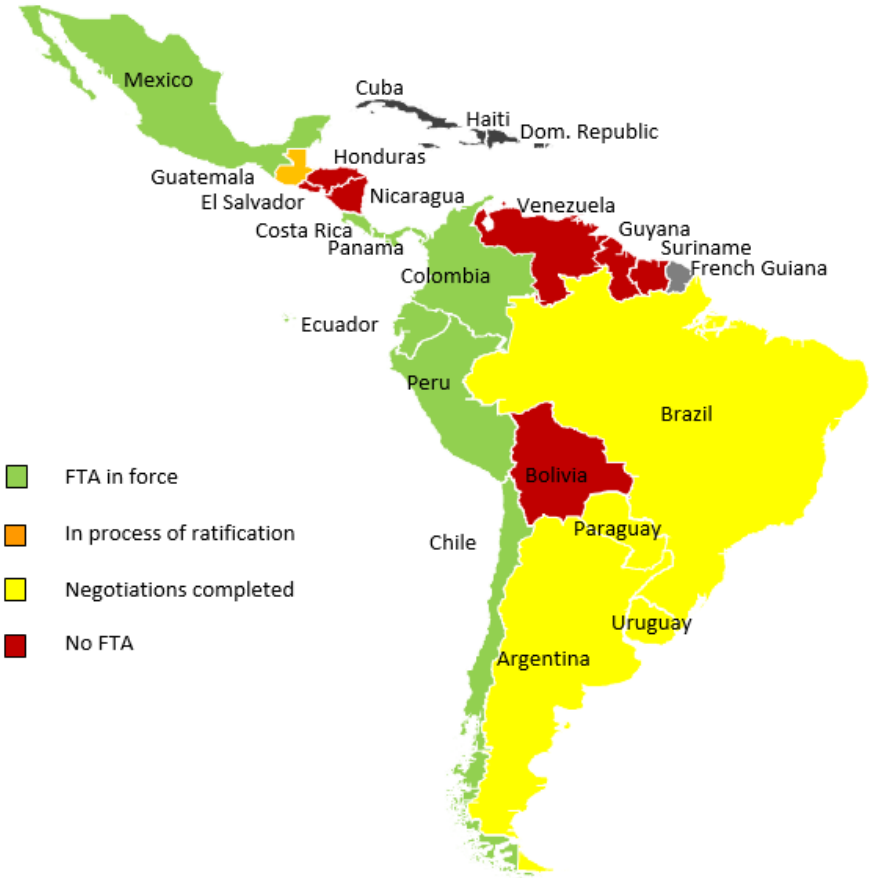 Mexico
Cuba
Haiti
Dom. Republic
Honduras
Guatemala
El Salvador
Nicaragua
Venezuela
Costa Rica
Guyana
Panama
Suriname
French Guiana
Colombia
Ecuador
Peru
Brazil
Bolivia
FTA in force
Paraguay
In process of ratification
Chile
Negotiations completed
Uruguay
No FTA
Argentina